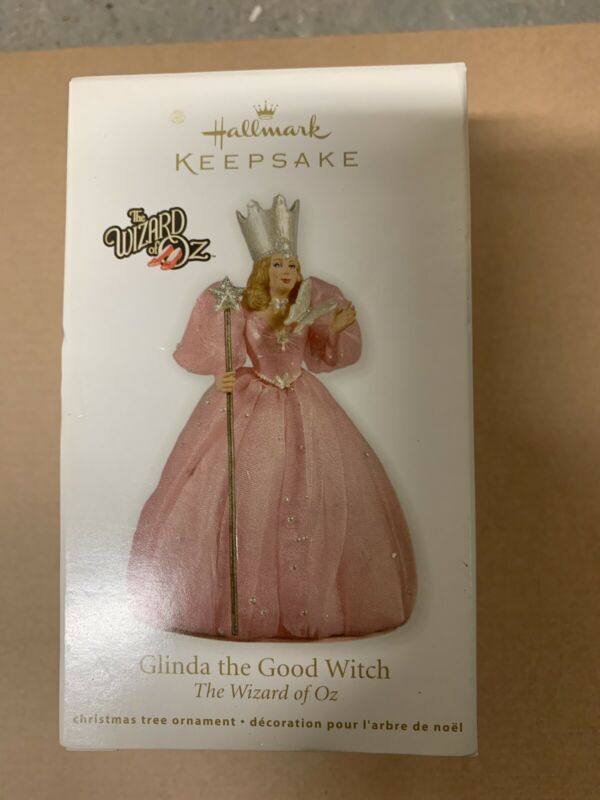 Hallmark
KEEPSAKE
The
WIZARD
of OZ™
Glinda the Good Witch
The Wizard of Oz
christmas tree ornament • décoration pour l'arbre de noël